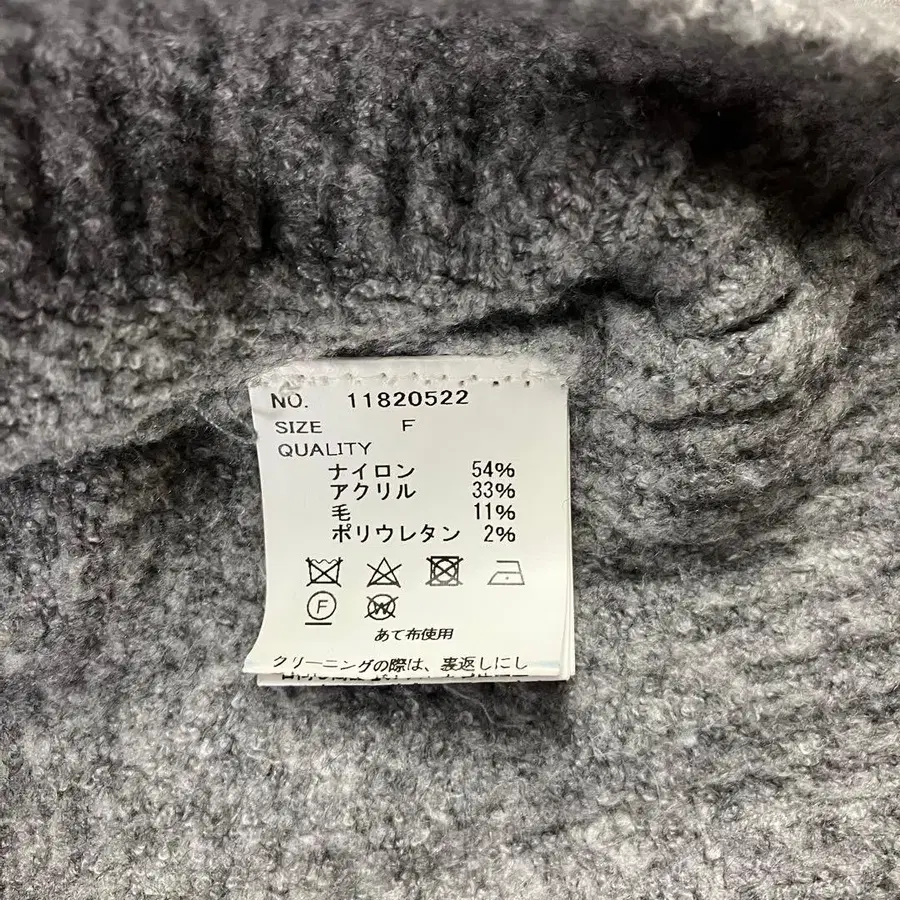 NO. 11820522
SIZE F
QUALITY
ナイロン 54%
アクリル 33%
毛 11%
ポリウレタン 2%
F
W
あて布使用
クリーニングの際は、裏返しにし